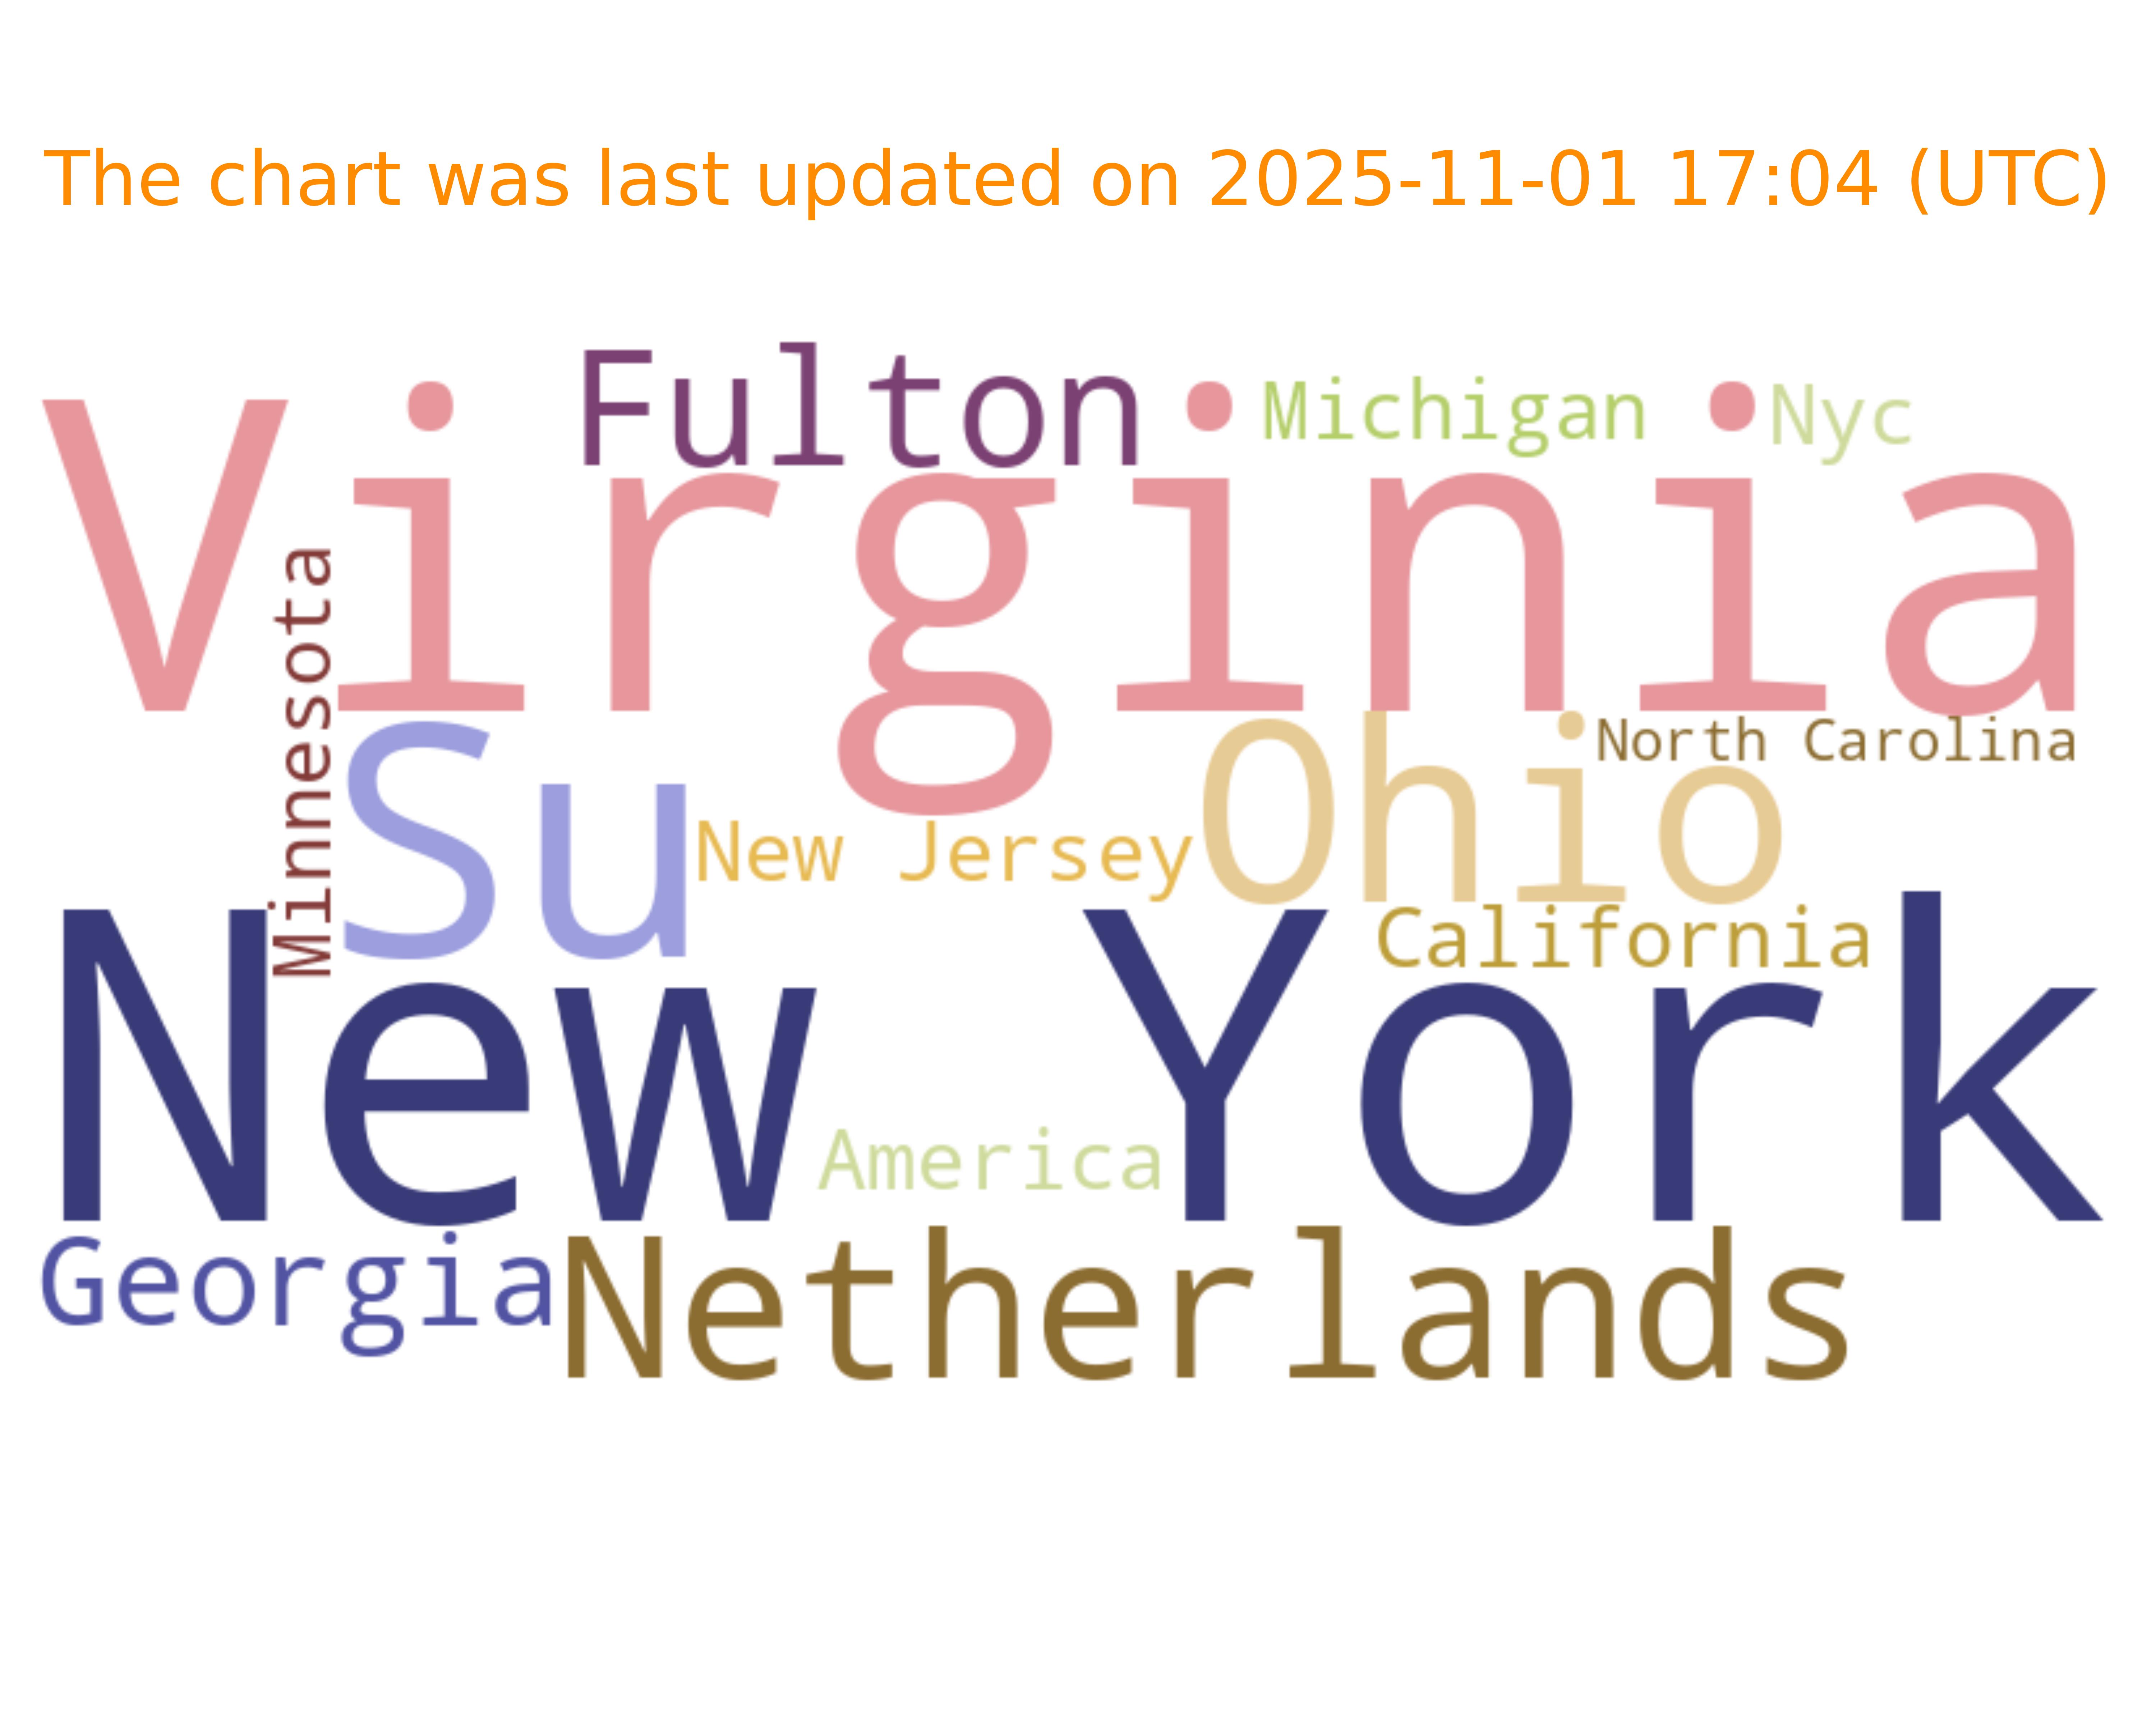 The chart was last updated on 2025-11-01 17:04 (UTC)
Fulton
Michigan
Nyc
Virginia
Minnesota
North Carolina
Su
Ohio
New Jersey
California
New York
America
Georgia
Netherlands